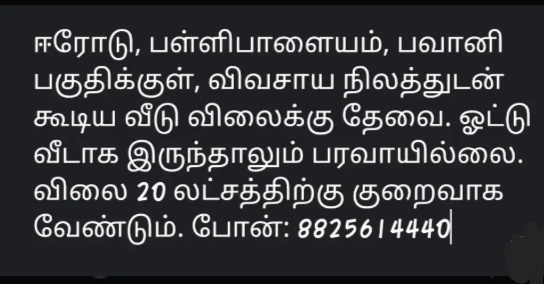 ஈரோடு, பள்ளிபாளையம், பவானி
பகுதிக்குள், விவசாய நிலத்துடன்
கூடிய வீடு விலைக்கு தேவை. ஓட்டு
வீடாக இருந்தாலும் பரவாயில்லை.
விலை 20 லட்சத்திற்கு குறைவாக
வேண்டும். போன்: 8825614440